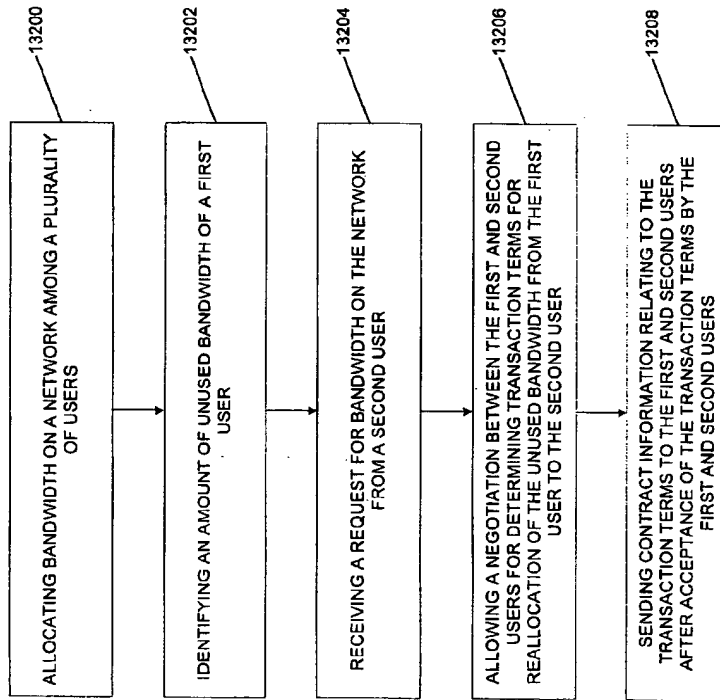 ALLOCATING BANDWIDTH ON A NETWORK AMONG A PLURALITY
OF USERS
13200
IDENTIFYING AN AMOUNT OF UNUSED BANDWIDTH OF A FIRST
USER
13202
RECEIVING A REQUEST FOR BANDWIDTH ON THE NETWORK
FROM A SECOND USER
13204
ALLOWING A NEGOTIATION BETWEEN THE FIRST AND SECOND
USERS FOR DETERMINING TRANSACTION TERMS FOR
REALLOCATION OF THE UNUSED BANDWIDTH FROM THE FIRST
USER TO THE SECOND USER
13206
SENDING CONTRACT INFORMATION RELATING TO THE
TRANSACTION TERMS TO THE FIRST AND SECOND USERS
AFTER ACCEPTANCE OF THE TRANSACTION TERMS BY THE
FIRST AND SECOND USERS
13208